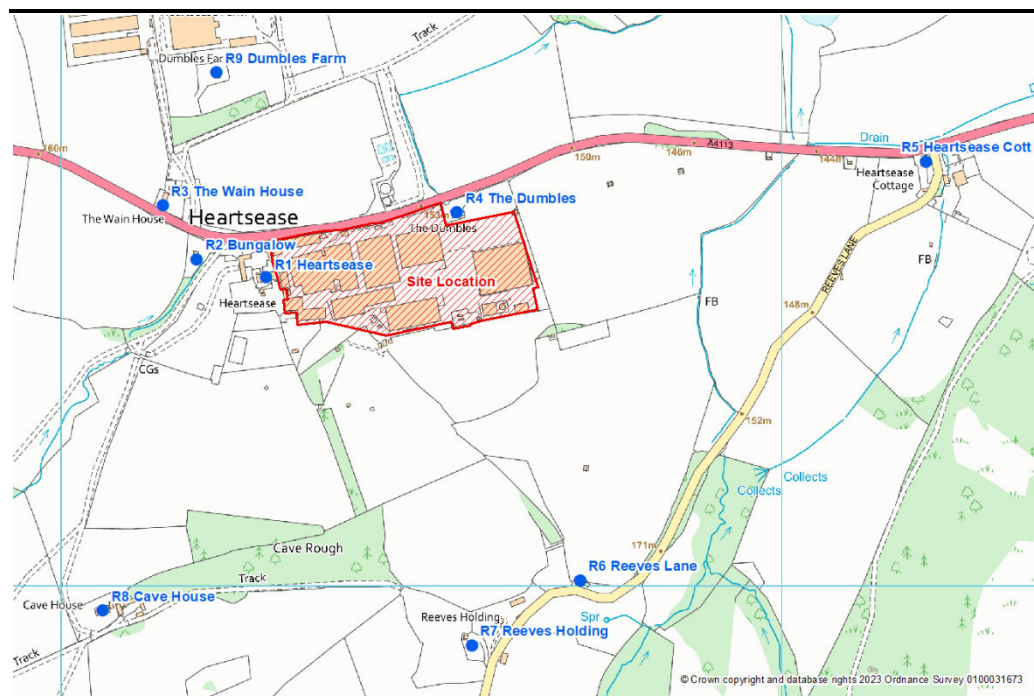 Dumbles Far
R9 Dumbles Farm
Track
160m
150m
146m
A4113
Drain
144m
R5 Heartsease Cott
Heartsease
Cottage
R3 The Wain House
The Wain House
Heartsease
153m
R4 The Dumbles
The Dumbles
R2 Bungalow
R1 Heartsease
Heartsease
Site Location
REEVES LANE
FB
FB
148m
CGs
152m
Collects
Collects
171m
Cave Rough
Track
R6 Reeves Lane
Cave House
R8 Cave House
Reeves Holding
Spr
R7 Reeves Holding
Track
© Crown copyright and database rights 2023 Ordnance Survey 0100031673